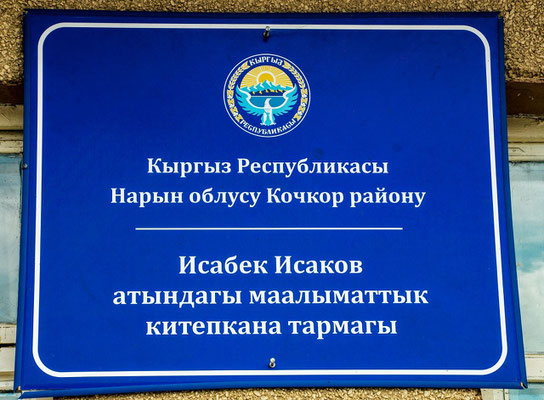 КЫРГЫЗ
РЕСПУБЛИКАСЫ
Кыргыз Республикасы
Нарын облусу Кочкор району
Исабек Исаков
атындагы маалыматтык
китепкана тармагы